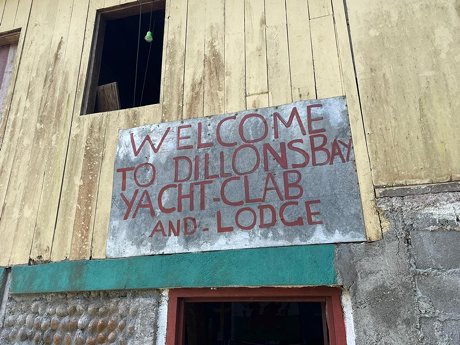 WELCOME
TO DILLONSBAY
YACHT-CLAB
AND-LODGE